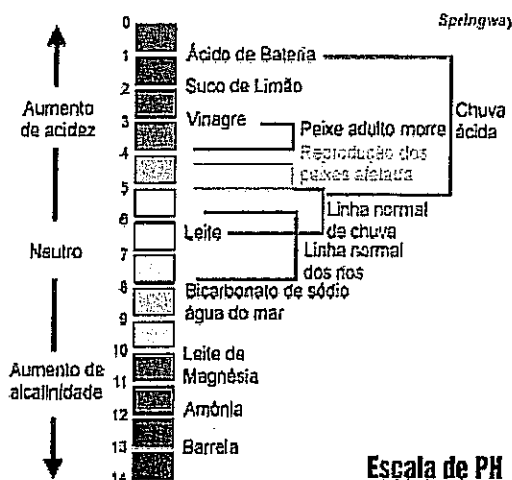 Springway
0
1
2
3
4
5
6
7
8
9
10
11
12
13
14
Aumento
de acidez
Neutro
Aumento de
alcalinidade
Ácido de Bateria
Suco de Limão
Vinagre
Peixe adulto morre
Reprodução dos
peixes afetada
Chuva
ácida
Linha normal
de chuva
Leite
Linha normal
dos rios
Bicarbonato de sódio
água do mar
Leite de
Magnésia
Amônia
Barrela
Escala de PH